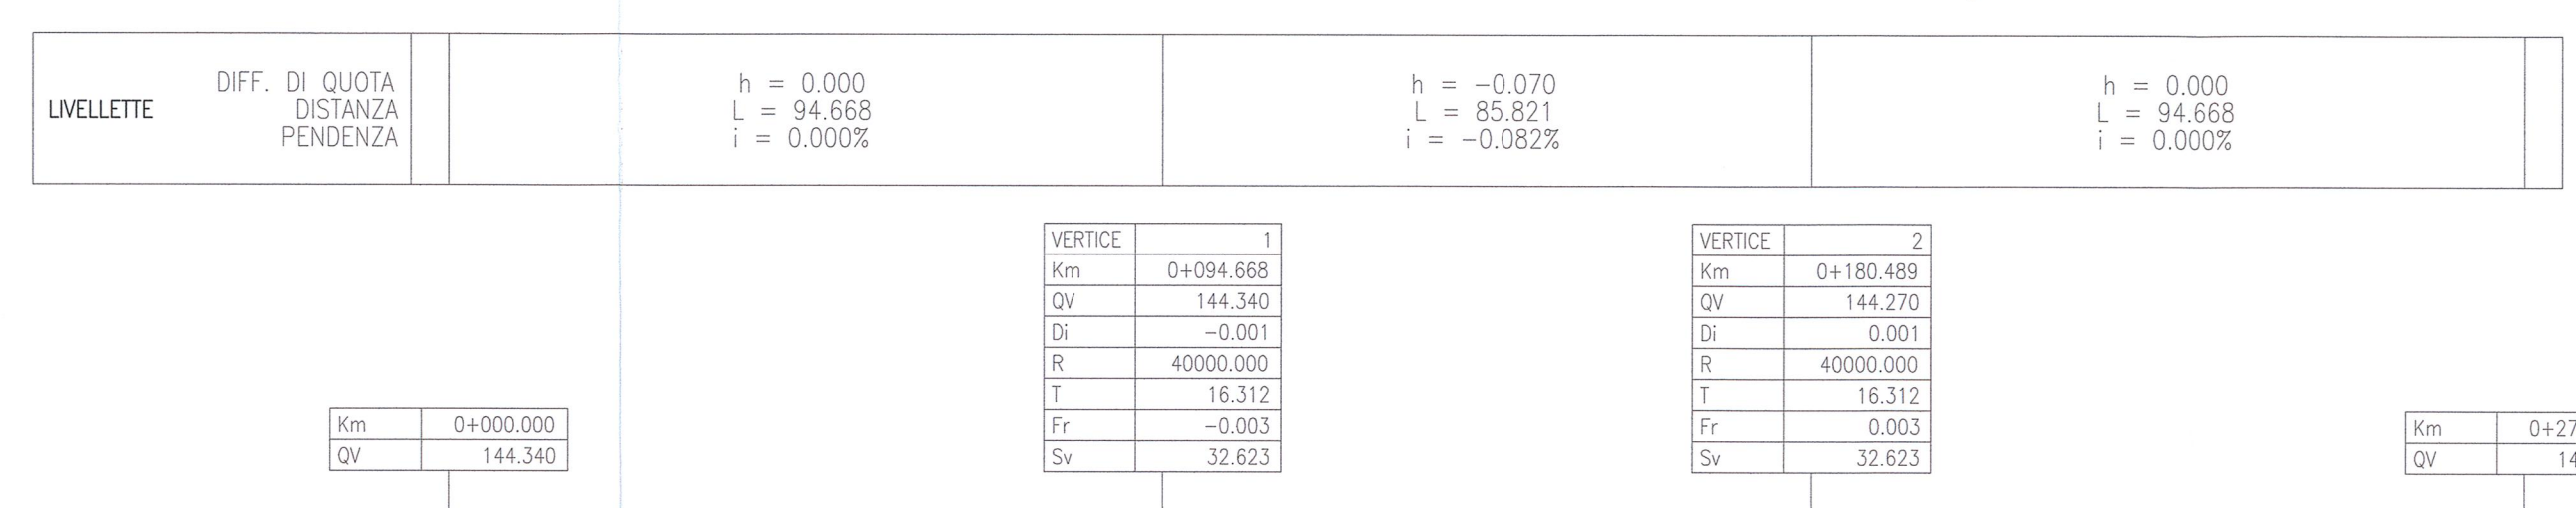 LIVELLETTE
DIFF. DI QUOTA
DISTANZA
PENDENZA
h = 0.000
L = 94.668
i = 0.000%
h = -0.070
L = 85.821
i = -0.082%
h = 0.000
L = 94.668
i = 0.000%
Km 0+000.000
QV 144.340
VERTICE 1
Km 0+094.668
QV 144.340
Di -0.001
R 40000.000
T 16.312
Fr -0.003
Sv 32.623
VERTICE 2
Km 0+180.489
QV 144.270
Di 0.001
R 40000.000
T 16.312
Fr 0.003
Sv 32.623
Km 0+27
QV 14